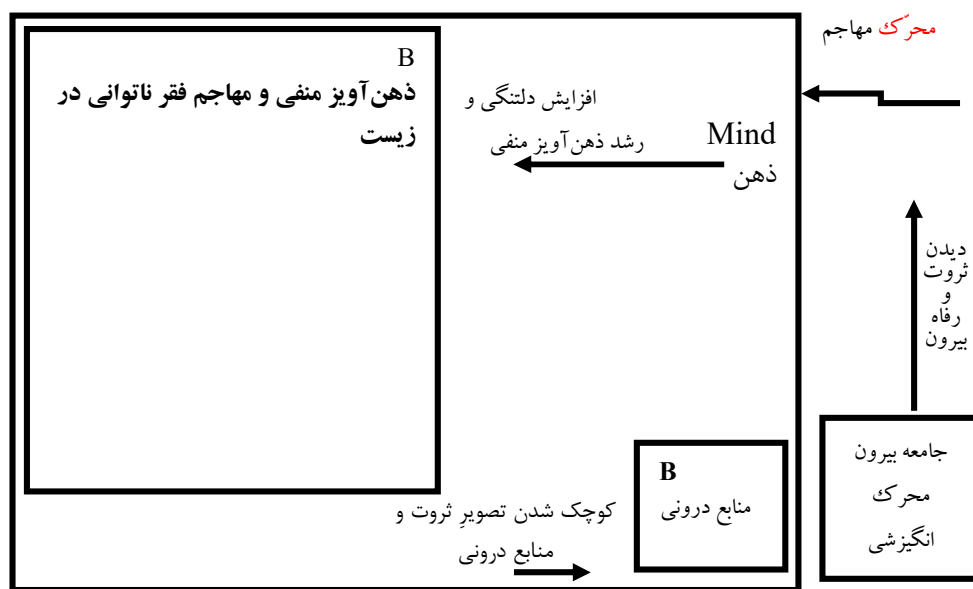 محرّک مهاجم
B
ذهن‌آویز منفی و مهاجم فقر ناتوانی در
زیست
افزایش دلتنگی و
رشد ذهن‌آویز منفی
Mind
ذهن
دیدن
ثروت
و
رفاه
بیرون
جامعه بیرون
محرک
انگیزشی
B
منابع درونی
کوچک شدن تصویرِ ثروت و
منابع درونی